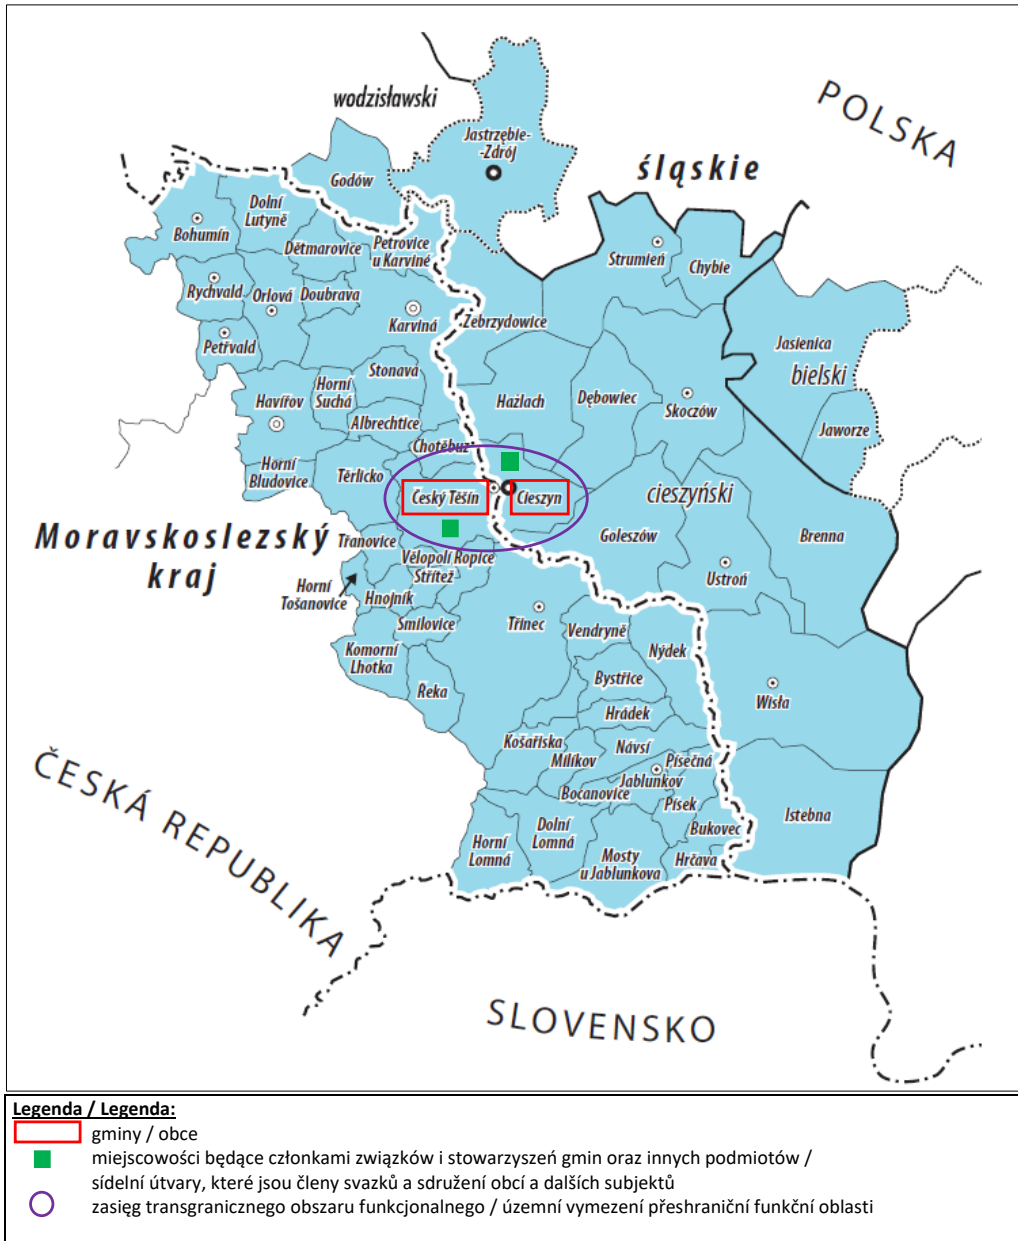 POLSKA
wodzisławski
Jastrzębie-
-Zdrój
śląskie
Godów
Dolní
Lutyně
Bohumín
Dětmarovice
Petrovice
u Karviné
Strumień
Chybie
Rychvald
Orlová
Doubrava
Karviná
Zebrzydowice
Petřvald
Jasienica
bielski
Stonava
Horní
Suchá
Havířov
Hażlach
Dębowiec
Skoczów
Albrechtice
Jaworze
Chotěbuz
Horní
Bludovice
Těrlicko
Český Těšín
Cieszyn
cieszyński
Moravskoslezský
kraj
Třanovice
Goleszów
Brenna
Vělopolí
Ropice
Střítež
Ustroń
Horní
Tošanovice
Hnojník
Smilovice
Třinec
Vendryně
Nýdek
Komorní
Lhotka
Řeka
Bystřice
Wisła
Hrádek
Košařiska
Milíkov
Návsí
Písečná
Jablunkov
Bocanovice
Písek
Istebna
Bukovec
Dolní
Lomná
Horní
Lomná
Mosty
u Jablunkova
Hrčava
ČESKÁ REPUBLIKA
SLOVENSKO
Legenda / Legenda:
gminy / obce
miejscowości będące członkami związków i stowarzyszeń gmin oraz innych podmiotów /
sídelní útvary, které jsou členy svazků a sdružení obcí a dalších subjektů
zasięg transgranicznego obszaru funkcjonalnego / územní vymezení přeshraniční funkční oblasti